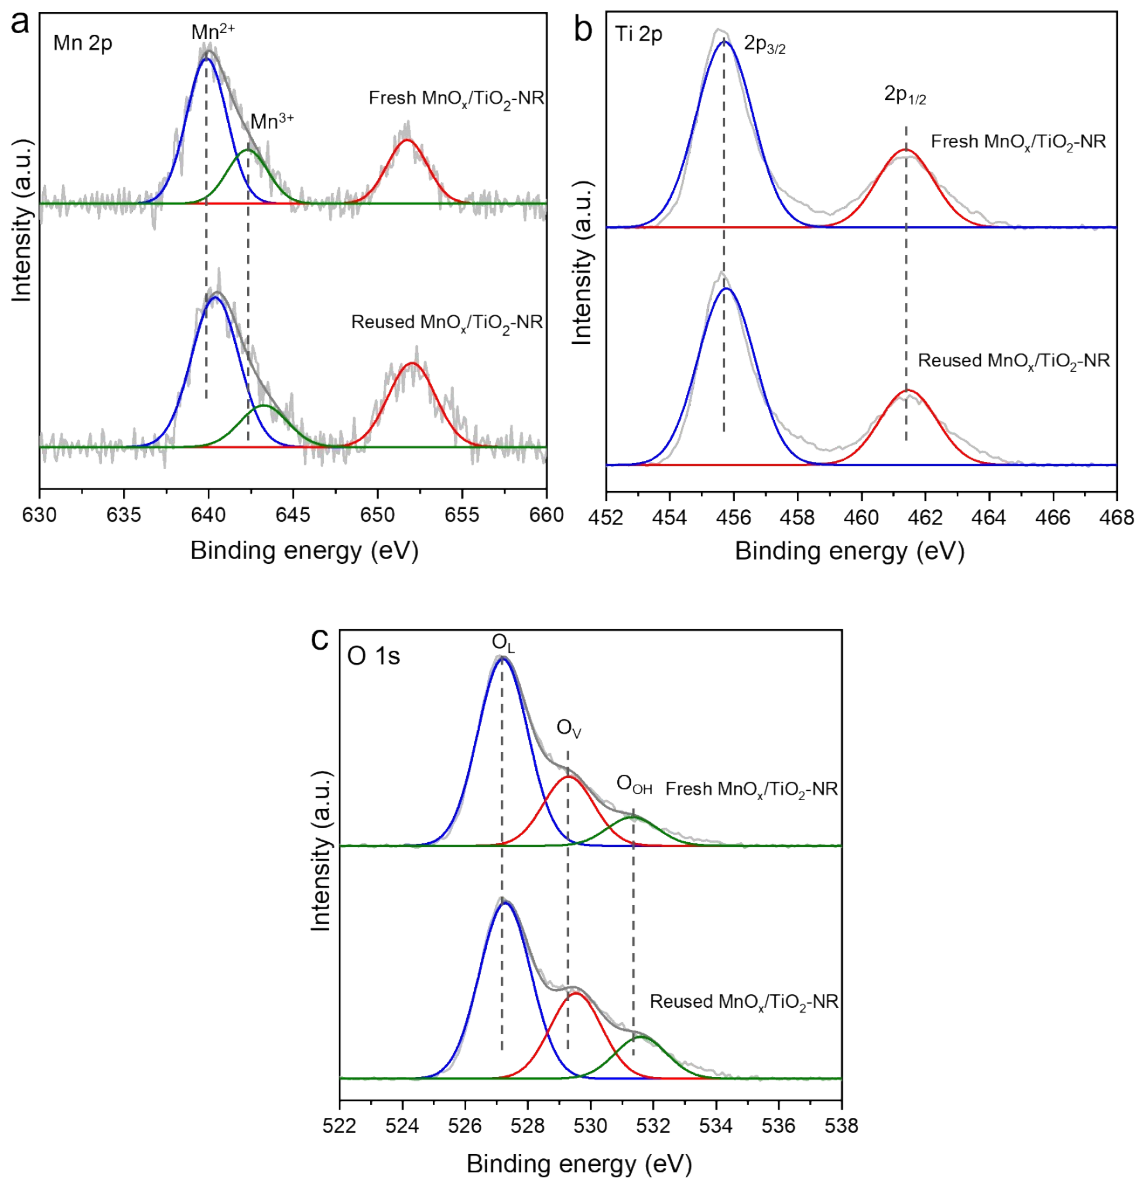 a
Mn 2p
Mn²⁺
Mn³⁺
Fresh MnOₓ/TiO₂-NR
Reused MnOₓ/TiO₂-NR
Intensity (a.u.)
630 635 640 645 650 655 660
Binding energy (eV)
b
Ti 2p
2p₃/₂
2p₁/₂
Fresh MnOₓ/TiO₂-NR
Reused MnOₓ/TiO₂-NR
Intensity (a.u.)
452 454 456 458 460 462 464 466 468
Binding energy (eV)
c
O 1s
O_L
O_V
O_OH
Fresh MnOₓ/TiO₂-NR
Reused MnOₓ/TiO₂-NR
Intensity (a.u.)
522 524 526 528 530 532 534 536 538
Binding energy (eV)